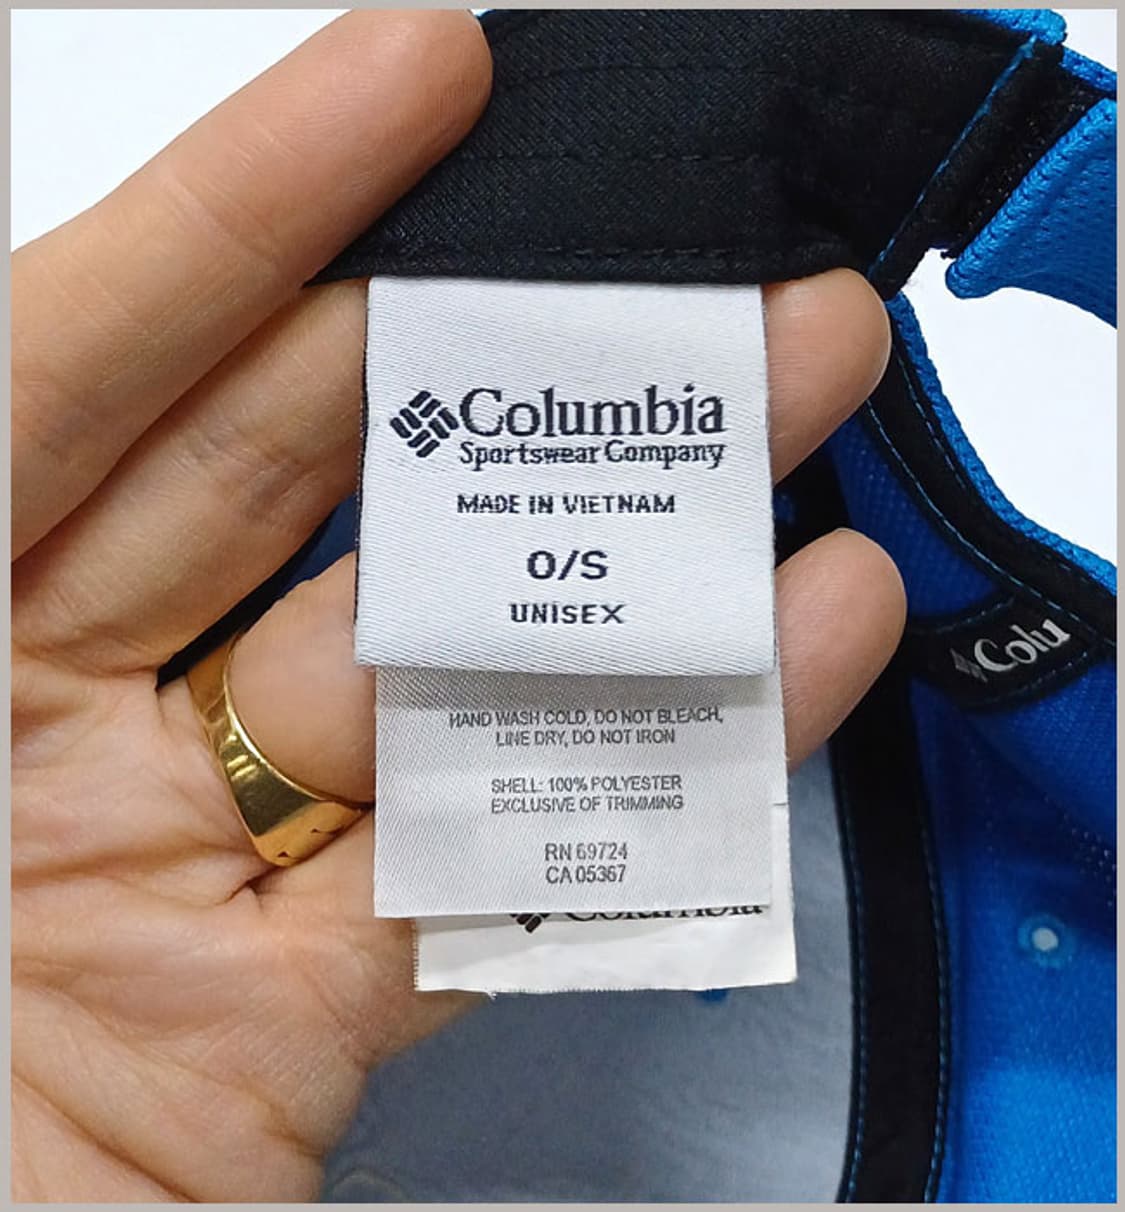 Columbia
Sportswear Company
MADE IN VIETNAM
O/S
UNISEX
Colu
HAND WASH COLD, DO NOT BLEACH,
LINE DRY, DO NOT IRON
SHELL: 100% POLYESTER
EXCLUSIVE OF TRIMMING
RN 69724
CA 05367
Columbia